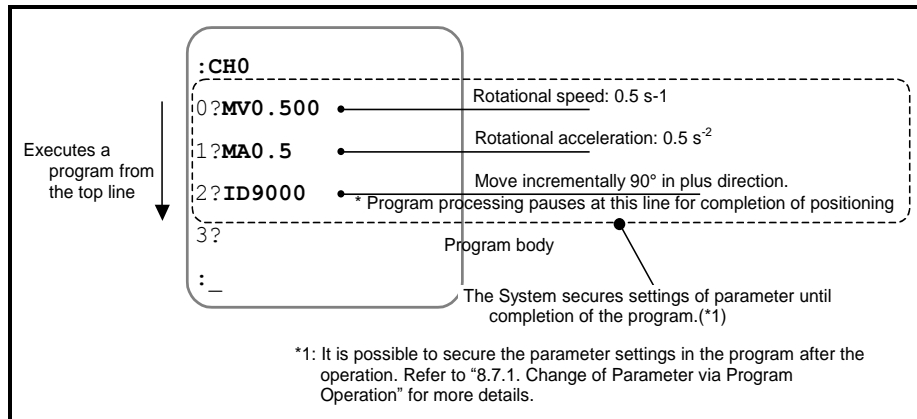 :CH0
0?MV0.500
Rotational speed: 0.5 s-1
1?MA0.5
Rotational acceleration: 0.5 s-2
2?ID9000
Move incrementally 90° in plus direction.
* Program processing pauses at this line for completion of positioning
3?
Program body
:_
Executes a
program from
the top line
The System secures settings of parameter until
completion of the program.(*1)
*1: It is possible to secure the parameter settings in the program after the
operation. Refer to “8.7.1. Change of Parameter via Program
Operation” for more details.